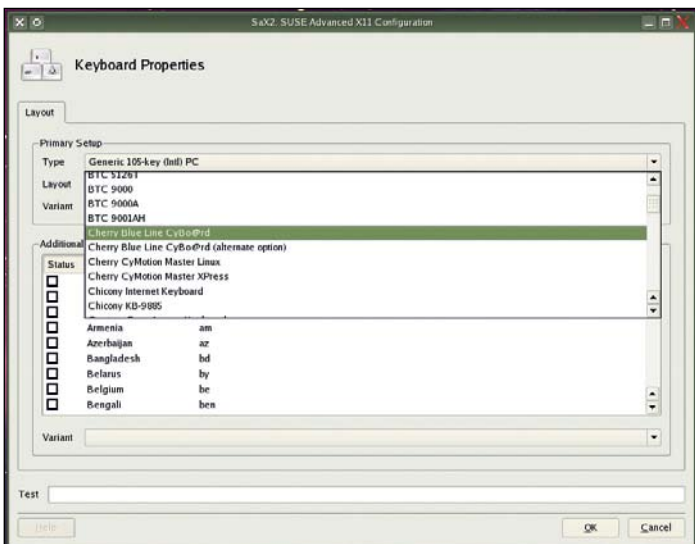 SaX2: SUSE Advanced X11 Configuration
Keyboard Properties
Layout
Primary Setup
Type Generic 105-key (Intl) PC
Layout
Variant
BTC 5126T
BTC 9000
BTC 9000A
BTC 9001AH
Cherry Blue Line CyBo@rd
Cherry Blue Line CyBo@rd (alternate option)
Cherry CyMotion Master Linux
Cherry CyMotion Master XPress
Chicony Internet Keyboard
Chicony KB-9885
Additional
Status
Armenia am
Azerbaijan az
Bangladesh bd
Belarus by
Belgium be
Bengali ben
Variant
Test
Help
OK
Cancel